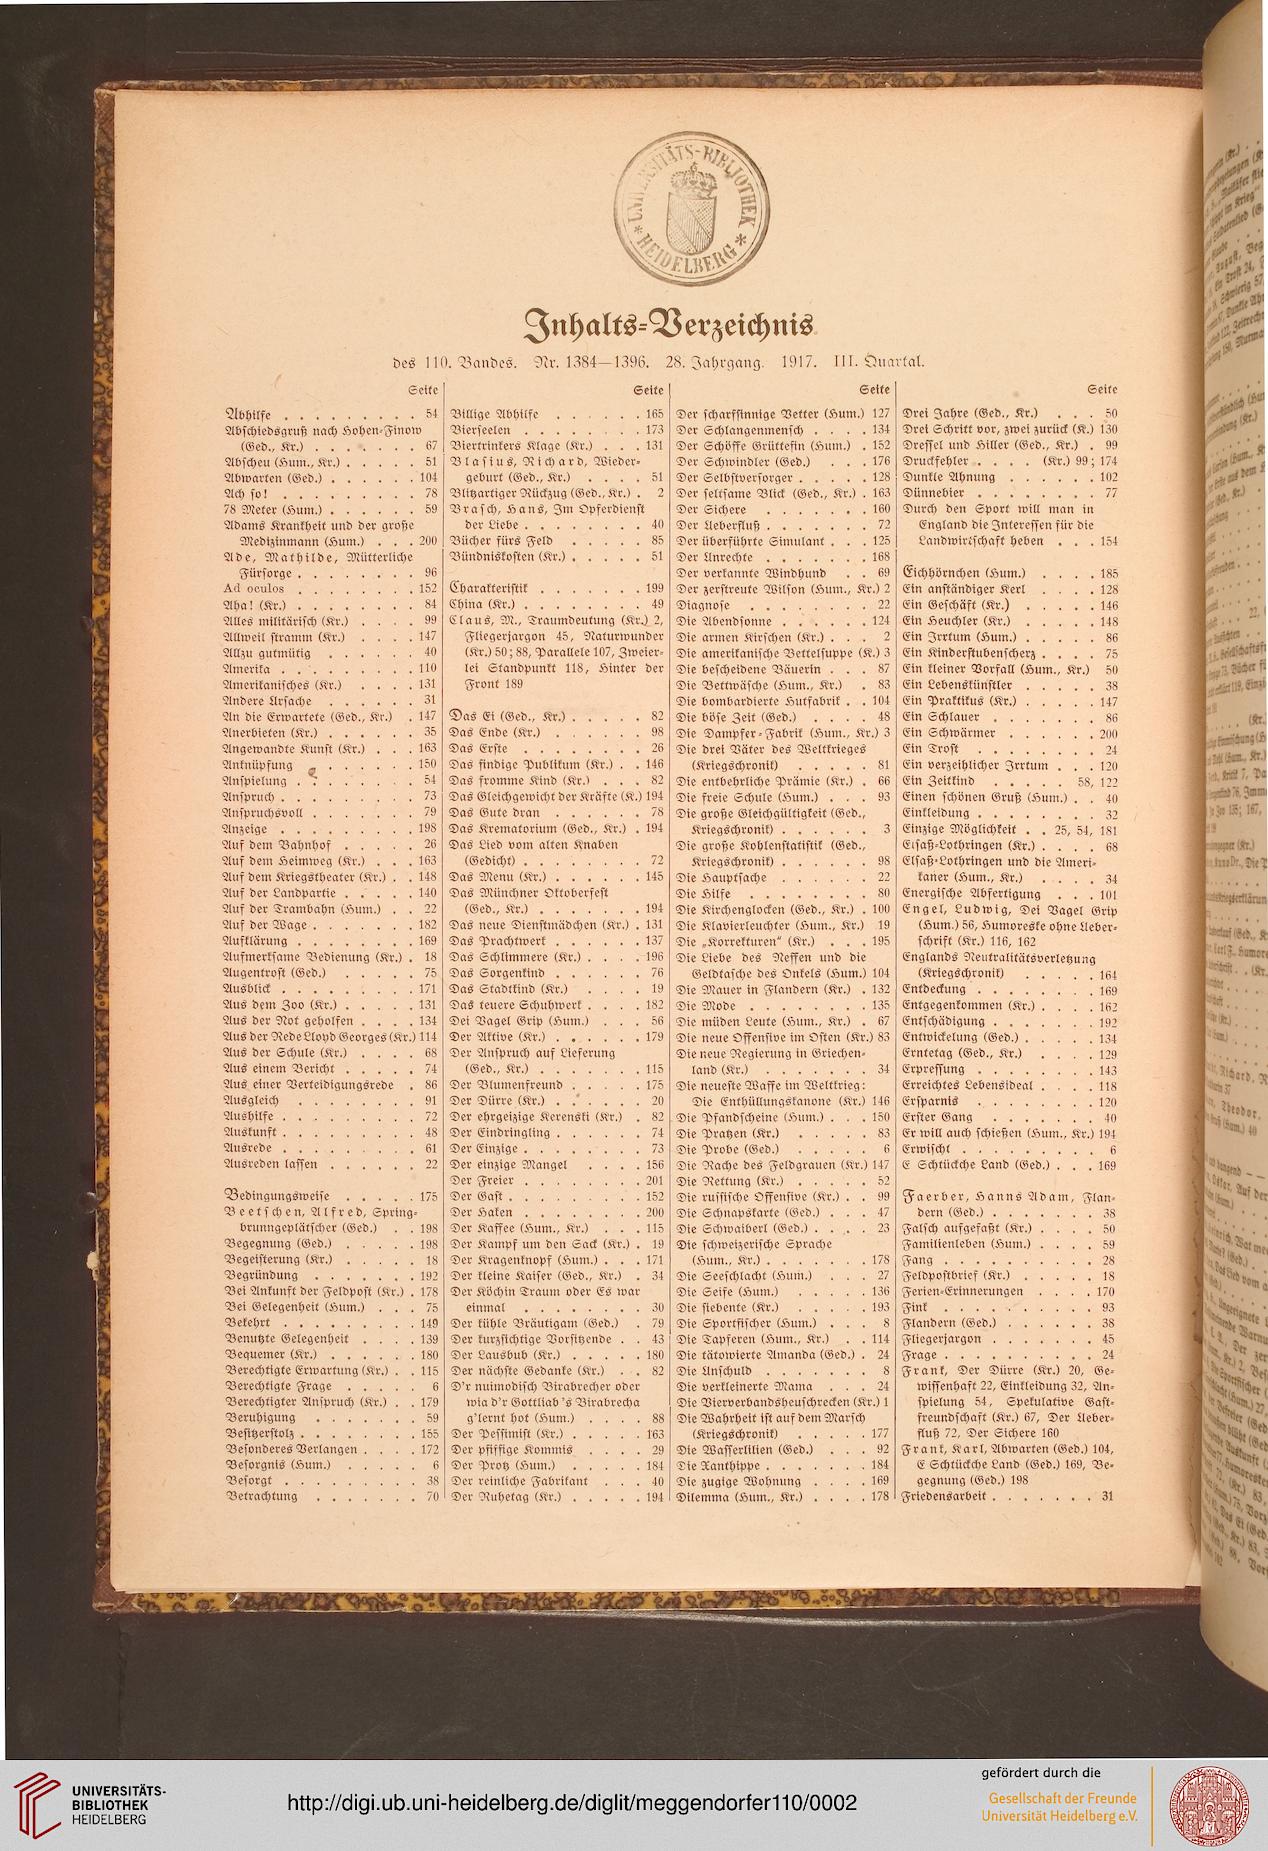 UNIVERSITÄTS-BIBLIOTHEK
* HEIDELBERG *
Inhalts-Verzeichnis
des 110. Bandes. Nr. 1384—1396. 28. Jahrgang. 1917. III. Quartal.
Seite
Abhilfe . . . . . . . . . 54
Abschiedsgruß nach Hohen-Finow
(Ged., Kr.) . . . . . . . 67
Abscheu (Hum., Kr.) . . . . . 51
Abwarten (Ged.) . . . . . . 104
Ach so! . . . . . . . . . 78
78 Meter (Hum.) . . . . . . 59
Adams Krankheit und der große
Medizinmann (Hum.) . . . 200
Ade, Mathilde, Mütterliche
Fürsorge . . . . . . . . 96
Ad oculos . . . . . . . . 152
Aha! (Kr.) . . . . . . . . 84
Alles militärisch (Kr.) . . . . . 99
Allweil stramm (Kr.) . . . . . 147
Allzu gutmütig . . . . . . 40
Amerika . . . . . . . . . 110
Amerikanisches (Kr.) . . . . 131
Andere Ursache . . . . . . 31
An die Erwartete (Ged., Kr.) . 147
Anerbieten (Kr.) . . . . . . 35
Angewandte Kunst (Kr.) . . . 163
Anknüpfung . . . . . . . 150
Anspielung . . . . . . . . 54
Anspruch . . . . . . . . . 73
Anspruchsvoll . . . . . . . 79
Anzeige . . . . . . . . . 198
Auf dem Bahnhof . . . . . 26
Auf dem Heimweg (Kr.) . . . 163
Auf dem Kriegstheater (Kr.) . . 148
Auf der Landpartie . . . . . 140
Auf der Trambahn (Hum.) . . 22
Auf der Wage . . . . . . . 182
Aufklärung . . . . . . . . 169
Aufmerksame Bedienung (Kr.) . 18
Augentrost (Ged.) . . . . . 75
Ausblick . . . . . . . . . 171
Aus dem Zoo (Kr.) . . . . . 131
Aus der Not geholfen . . . . 134
Aus der Rede Lloyd Georges (Kr.) 114
Aus der Schule (Kr.) . . . . 68
Aus einem Bericht . . . . . 74
Aus einer Verteidigungsrede . 86
Ausgleich . . . . . . . . 91
Aushilfe . . . . . . . . . 72
Auskunft . . . . . . . . . 48
Ausrede . . . . . . . . . 61
Ausreden lassen . . . . . . 22
Bedingungsweise . . . . . 175
Beetschen, Alfred, Spring-
brunngeplätscher (Ged.) . . 198
Begegnung (Ged.) . . . . . 198
Begeisterung (Kr.) . . . . . 18
Begründung . . . . . . . 192
Bei Ankunft der Feldpost (Kr.) . 178
Bei Gelegenheit (Hum.) . . . 75
Bekehrt . . . . . . . . . 149
Benutzte Gelegenheit . . . . 139
Bequemer (Kr.) . . . . . . 180
Berechtigte Erwartung (Kr.) . . 115
Berechtigte Frage . . . . . 6
Berechtigter Anspruch (Kr.) . . 179
Beruhigung . . . . . . . 59
Besitzerstolz . . . . . . . . 155
Besonderes Verlangen . . . . 172
Besorgnis (Hum.) . . . . . . 6
Besorgt . . . . . . . . . 38
Betrachtung . . . . . . . 70
Seite
Billige Abhilfe . . . . . . 165
Bierseelen . . . . . . . . 173
Biertrinkers Klage (Kr.) . . . 131
Blasius, Richard, Wieder-
geburt (Ged., Kr.) . . . . 51
Blitzartiger Rückzug (Ged., Kr.) . 2
Brasch, Hans, Im Opferdienst
der Liebe . . . . . . . . 40
Bücher fürs Feld . . . . . 85
Bündniskosten (Kr.) . . . . . 51
Charakteristik . . . . . . . 199
China (Kr.) . . . . . . . . 49
Claus, M., Traumdeutung (Kr.) 2,
Fliegerjargon 45, Naturwunder
(Kr.) 50; 88, Parallele 107, Zweier-
lei Standpunkt 118, Hinter der
Front 189
Das Ei (Ged., Kr.) . . . . . 82
Das Ende (Kr.) . . . . . . 98
Das Erste . . . . . . . . 26
Das findige Publikum (Kr.) . . 146
Das fromme Kind (Kr.) . . . 82
Das Gleichgewicht der Kräfte (K.) 194
Das Gute dran . . . . . . 78
Das Krematorium (Ged., Kr.) . 194
Das Lied vom alten Knaben
(Gedicht) . . . . . . . . 72
Das Menu (Kr.) . . . . . . 145
Das Münchner Oktoberfest
(Ged., Kr.) . . . . . . . 194
Das neue Dienstmädchen (Kr.) . 131
Das Prachtwerk . . . . . . 137
Das Schlimmere (Kr.) . . . . 196
Das Sorgenkind . . . . . . 76
Das Stadtkind (Kr.) . . . . 19
Das teuere Schuhwerk . . . . 182
Dei Vagel Grip (Hum.) . . . 56
Der Aktive (Kr.) . . . . . . 179
Der Anspruch auf Lieferung
(Ged., Kr.) . . . . . . . 115
Der Blumenfreund . . . . . 175
Der Dürre (Kr.) . . . . . . 20
Der ehrgeizige Kerenski (Kr.) . 82
Der Eindringling . . . . . . 74
Der Einzige . . . . . . . . 73
Der einzige Mangel . . . . 156
Der Freier . . . . . . . . 201
Der Gast . . . . . . . . . 152
Der Haken . . . . . . . . 200
Der Kaffee (Hum., Kr.) . . . 115
Der Kampf um den Sack (Kr.) . 19
Der Kragenknopf (Hum.) . . . 171
Der kleine Kaiser (Ged., Kr.) . 34
Der Köchin Traum oder Es war
einmal . . . . . . . . 30
Der kühle Bräutigam (Ged.) 79
Der kurzsichtige Vorsitzende . . 43
Der Lausbub (Kr.) . . . . . 180
Der nächste Gedanke (Kr.) . . 82
D'r nuimodisch Birabrecher oder
wia d'r Gottliab's Birabrecha
g'lernt hot (Hum.) . . . . 88
Der Pessimist (Kr.) . . . . . 163
Der pfiffige Kommis . . . . 29
Der Protz (Hum.) . . . . . 184
Der reinliche Fabrikant . . . 40
Der Ruhetag (Kr.) . . . . . 194
Seite
Der scharfsinnige Vetter (Hum.) 127
Der Schlangenmensch . . . . 134
Der Schöffe Grüttefin (Hum.) . 152
Der Schwindler (Ged.) . . . 176
Der Selbstversorger . . . . . 128
Der seltsame Blick (Ged., Kr.) . 163
Der Sichere . . . . . . . 160
Der Ueberfluß . . . . . . . 72
Der überführte Simulant . . . 125
Der Unrechte . . . . . . . 168
Der verkannte Windhund . . 69
Der zerstreute Wilson (Hum., Kr.) 2
Diagnose . . . . . . . . 22
Die Abendsonne . . . . . . 124
Die armen Kirschen (Kr.) . . . 2
Die amerikanische Bettelsuppe (K.) 3
Die bescheidene Bäuerin . . . 87
Die Bettwäsche (Hum., Kr.) . 83
Die bombardierte Hutfabrik . . 104
Die böse Zeit (Ged.) . . . . 48
Die Dampfer-Fabrik (Hum., Kr.) 3
Die drei Väter des Weltkrieges
(Kriegschronik) . . . . . . 81
Die entbehrliche Prämie (Kr.) . 66
Die freie Schule (Hum.) . . . 93
Die große Gleichgültigkeit (Ged.,
Kriegschronik) . . . . . . 3
Die große Kohlenstatistik (Ged.,
Kriegschronik) . . . . . . 98
Die Hauptsache . . . . . . 22
Die Hilfe . . . . . . . . 80
Die Kirchenglocken (Ged., Kr.) . 100
Die Klavierleuchter (Hum., Kr.) 19
Die „Korrekturen“ (Kr.) . . . 195
Die Liebe des Neffen und die
Geldtasche des Onkels (Hum.) 104
Die Mauer in Flandern (Kr.) . 132
Die Mode . . . . . . . . 135
Die müden Leute (Hum., Kr.) . 67
Die neue Offensive im Osten (Kr.) 83
Die neue Regierung in Griechen-
land (Kr.) . . . . . . . 34
Die neueste Waffe im Weltkrieg:
Die Enthüllungskanone (Kr.) 146
Die Pfandscheine (Hum.) . . . 150
Die Pratzen (Kr.) . . . . . 83
Die Probe (Ged.) . . . . . . 6
Die Rache des Feldgrauen (Kr.) 147
Die Rettung (Kr.) . . . . . 52
Die russische Offensive (Kr.) . . 99
Die Schnapskarte (Ged.) . . . 47
Die Schwaiberl (Ged.) . . . . 23
Die schweizerische Sprache
(Hum., Kr.) . . . . . . . 178
Die Seeschlacht (Hum.) . . . 27
Die Seife (Hum.) . . . . . 136
Die siebente (Kr.) . . . . . 193
Die Sportfischer (Hum.) . . . 8
Die Tapferen (Hum., Kr.) . . 114
Die tätowierte Amanda (Ged.) . 24
Die Unschuld . . . . . . . 8
Die verkleinerte Mama . . . 24
Die Vierverbandsheuschrecken (Kr.) 1
Die Wahrheit ist auf dem Marsch
(Kriegschronik) . . . . . . 177
Die Wasserlilien (Ged.) . . . 92
Die Xanthippe . . . . . . . 184
Die zugige Wohnung . . . . 169
Dilemma (Hum., Kr.) . . . . 178
Seite
Drei Jahre (Ged., Kr.) . . . 50
Drei Schritt vor, zwei zurück (K.) 130
Dressel und Hiller (Ged., Kr.) . 99
Druckfehler . . . . (Kr.) 99; 174
Dunkle Ahnung . . . . . . 102
Dünnebier . . . . . . . . 77
Durch den Sport will man in
England die Interessen für die
Landwirtschaft heben . . . 154
Eichhörnchen (Hum.) . . . . 185
Ein anständiger Kerl . . . . 128
Ein Geschäft (Kr.) . . . . . 146
Ein Heuchler (Kr.) . . . . . 148
Ein Irrtum (Hum.) . . . . . 86
Ein Kinderstubenscherz . . . . 75
Ein kleiner Vorfall (Hum., Kr.) 50
Ein Lebenskünstler . . . . . 38
Ein Praktikus (Kr.) . . . . . 147
Ein Schlauer . . . . . . . 86
Ein Schwärmer . . . . . . 200
Ein Trost . . . . . . . . 24
Ein verzeihlicher Irrtum . . . 120
Ein Zeitkind . . . . . 58, 122
Einen schönen Gruß (Hum.) . . 40
Einkleidung . . . . . . . . 32
Einzige Möglichkeit . . 25, 54, 181
Elsaß-Lothringen (Kr.) . . . . 68
Elsaß-Lothringen und die Ameri-
kaner (Hum., Kr.) . . . . 34
Energische Abfertigung . . . 101
Engel, Ludwig, Dei Vagel Grip
(Hum.) 56, Humoreske ohne Ueber-
schrift (Kr.) 116, 162
Englands Neutralitätsverletzung
(Kriegschronik) . . . . . . 164
Entdeckung . . . . . . . . 169
Entgegenkommen (Kr.) . . . . 162
Entschädigung . . . . . . . 192
Entwickelung (Ged.) . . . . . 134
Erntetag (Ged., Kr.) . . . . 129
Erpressung . . . . . . . . 143
Erreichtes Lebensideal . . . . 118
Ersparnis . . . . . . . . 120
Erster Gang . . . . . . . 40
Er will auch schießen (Hum., Kr.) 194
Erwischt . . . . . . . . . 6
E Schtückche Land (Ged.) . . . 169
Faerber, Hanns Adam, Flan-
dern (Ged.) . . . . . . . 38
Falsch aufgefaßt (Kr.) . . . . 50
Familienleben (Hum.) . . . . 59
Fang . . . . . . . . . . 28
Feldpostbrief (Kr.) . . . . . 18
Ferien-Erinnerungen . . . . 170
Fink . . . . . . . . . . 93
Flandern (Ged.) . . . . . . 38
Fliegerjargon . . . . . . . 45
Frage . . . . . . . . . . 24
Frank, Der Dürre (Kr.) 20, Ge-
wissenhaft 22, Einkleidung 32, An-
spielung 54, Spekulative Gast-
freundschaft (Kr.) 67, Der Ueber-
fluß 72, Der Sichere 160
Frank, Karl, Abwarten (Ged.) 104,
E Schtückche Land (Ged.) 169, Be-
gegnung (Ged.) 198
Friedensarbeit . . . . . . . 31
UNIVERSITÄTS-
BIBLIOTHEK
HEIDELBERG
http://digi.ub.uni-heidelberg.de/diglit/meggendorfer110/0002
gefördert durch die
Gesellschaft der Freunde
Universität Heidelberg e.V.